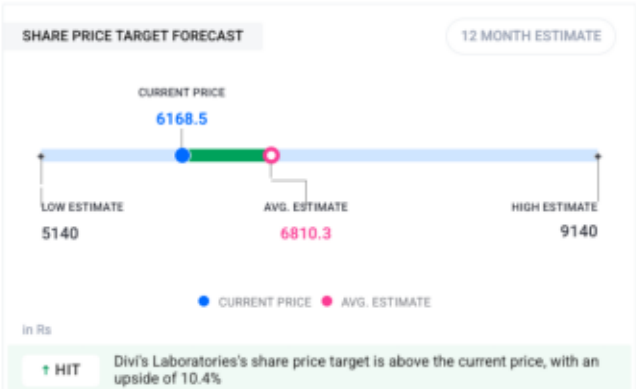 SHARE PRICE TARGET FORECAST
12 MONTH ESTIMATE
CURRENT PRICE
6168.5
LOW ESTIMATE
AVG. ESTIMATE
HIGH ESTIMATE
5140
6810.3
9140
CURRENT PRICE
AVG. ESTIMATE
in Rs
↑ HIT
Divi's Laboratories's share price target is above the current price, with an
upside of 10.4%